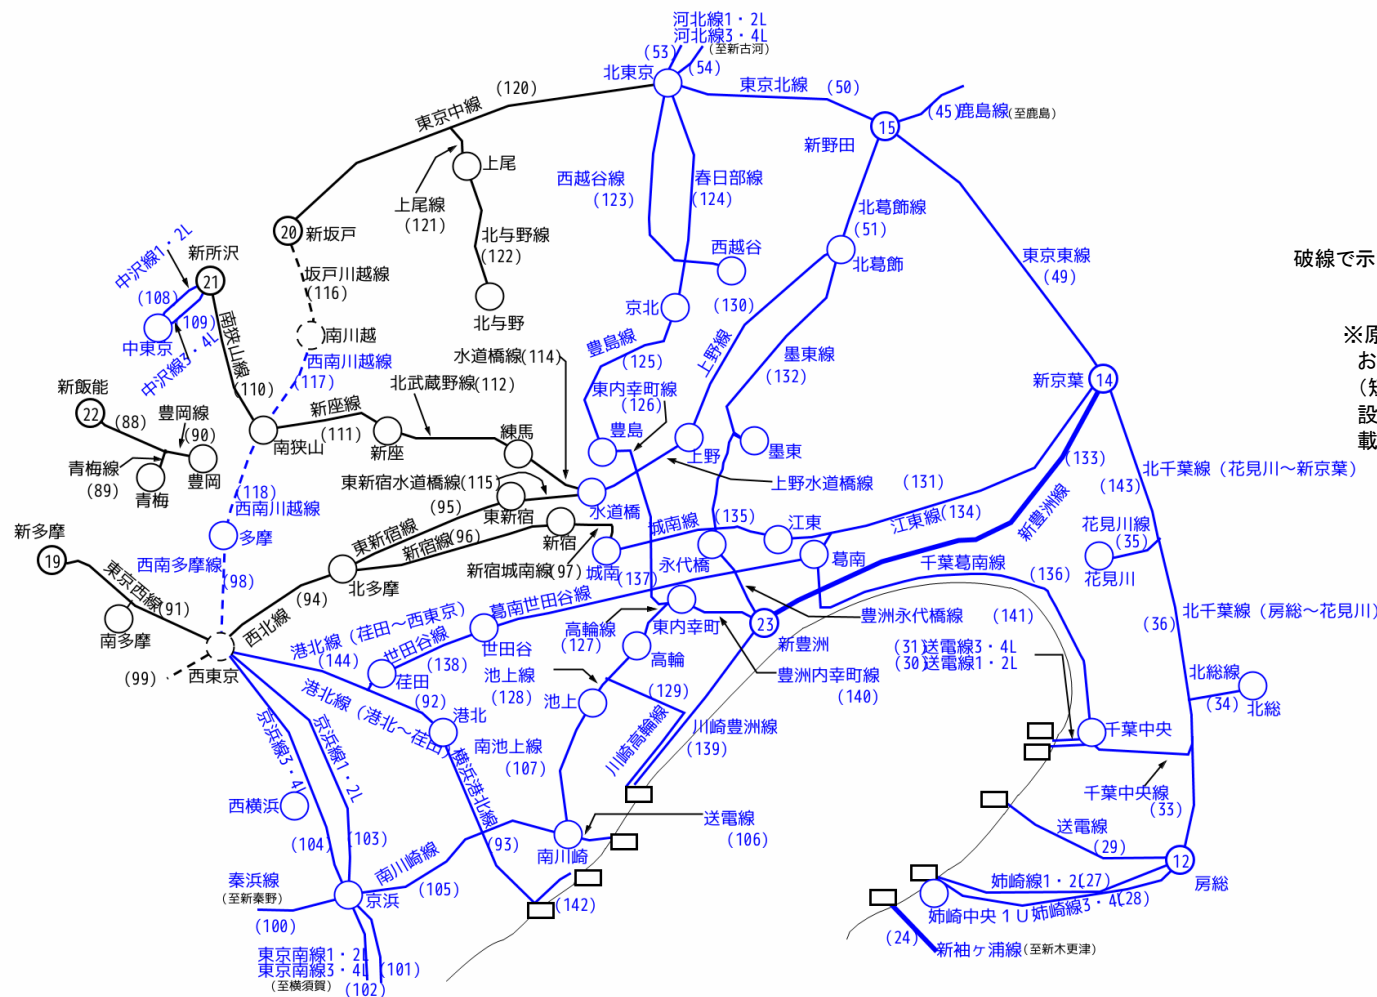 河北線1・2L
河北線3・4L
(至新古河)
(53)
(54)
北東京
(120)
東京中線
東京北線
(50)
(45)
鹿島線(至鹿島)
15
新野田
上尾
上尾線
(121)
北与野線
(122)
北与野
西越谷線
(123)
春日部線
(124)
北葛飾線
(51)
北葛飾
西越谷
京北
(130)
東京東線
(49)
破線で示
20
新坂戸
坂戸川越線
(116)
南川越
西南川越線
(117)
中沢線1・2L
新所沢
21
(108)
(109)
中東京
中沢線3・4L
南狭山線
(110)
豊島線
(125)
上野線
墨東線
(132)
水道橋線(114)
北武蔵野線(112)
東内幸町線
(126)
新京葉
14
※原
お
(知
設
載
新飯能
22
(88)
豊岡線
(90)
青梅線
(89)
青梅
豊岡
新座線
(111)
南狭山
新座
練馬
豊島
上野
墨東
(133)
北千葉線(花見川~新京葉)
(143)
東新宿水道橋線(115)
上野水道橋線
(131)
(118)
西南川越線
(95)
東新宿
水道橋
江東線(134)
新豊洲線
花見川線
(35)
花見川
新多摩
19
多摩
東新宿線
新宿線(96)
新宿
城南線
(135)
江東
東京西線
(91)
西南多摩線
(98)
北多摩
新宿城南線(97)
城南
(137)
永代橋
葛南
千葉葛南線
(136)
南多摩
(94)
西北線
葛南世田谷線
港北線(荏田~西東京)
(144)
世田谷線
(138)
世田谷
高輪線
(127)
東内幸町
23
新豊洲
豊洲永代橋線
(141)
北千葉線(房総~花見川)
(36)
(99)
西東京
荏田
(92)
池上線
(128)
高輪
豊洲内幸町線
(140)
(31)送電線3・4L
(30)送電線1・2L
北総線
(34)
北総
港北線(港北~荏田)
港北
池上
(129)
川崎高輪線
川崎豊洲線
(139)
千葉中央
京浜線3・4L
京浜線1・2L
南池上線
(107)
横浜港北線
(93)
千葉中央線
(33)
西横浜
(104)
(103)
送電線
(106)
送電線
(29)
南川崎線
(105)
南川崎
12
房総
秦浜線
(至新秦野)
(100)
京浜
(142)
姉崎線1・2L
(27)
姉崎中央1U
姉崎線3・4L
(28)
(24)
新袖ヶ浦線(至新木更津)
東京南線1・2L
東京南線3・4L
(101)
(至横須賀)
(102)